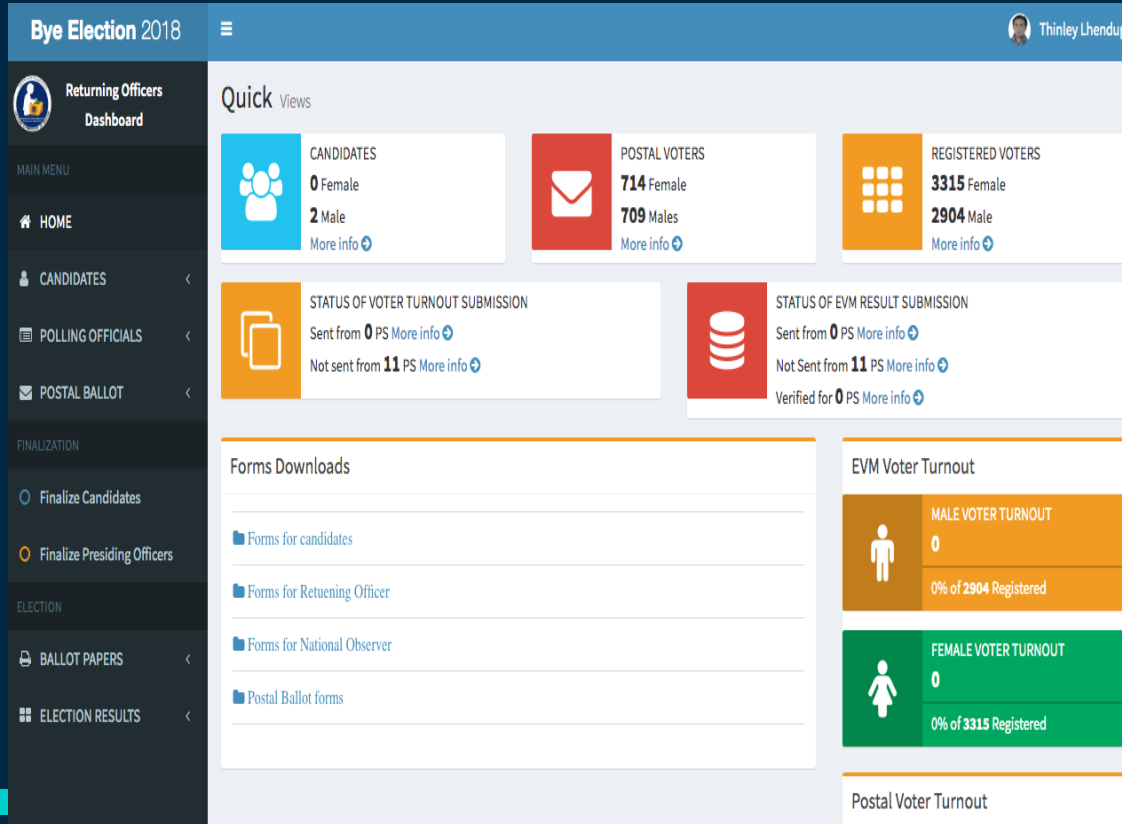 Bye Election 2018
Thinley Lhendup
Returning Officers
Dashboard
MAIN MENU
HOME
CANDIDATES
POLLING OFFICIALS
POSTAL BALLOT
FINALIZATION
Finalize Candidates
Finalize Presiding Officers
ELECTION
BALLOT PAPERS
ELECTION RESULTS
Quick Views
CANDIDATES
0 Female
2 Male
More info
POSTAL VOTERS
714 Female
709 Males
More info
REGISTERED VOTERS
3315 Female
2904 Male
More info
STATUS OF VOTER TURNOUT SUBMISSION
Sent from 0 PS More info
Not sent from 11 PS More info
STATUS OF EVM RESULT SUBMISSION
Sent from 0 PS More info
Not Sent from 11 PS More info
Verified for 0 PS More info
Forms Downloads
Forms for candidates
Forms for Retuening Officer
Forms for National Observer
Postal Ballot forms
EVM Voter Turnout
MALE VOTER TURNOUT
0
0% of 2904 Registered
FEMALE VOTER TURNOUT
0
0% of 3315 Registered
Postal Voter Turnout